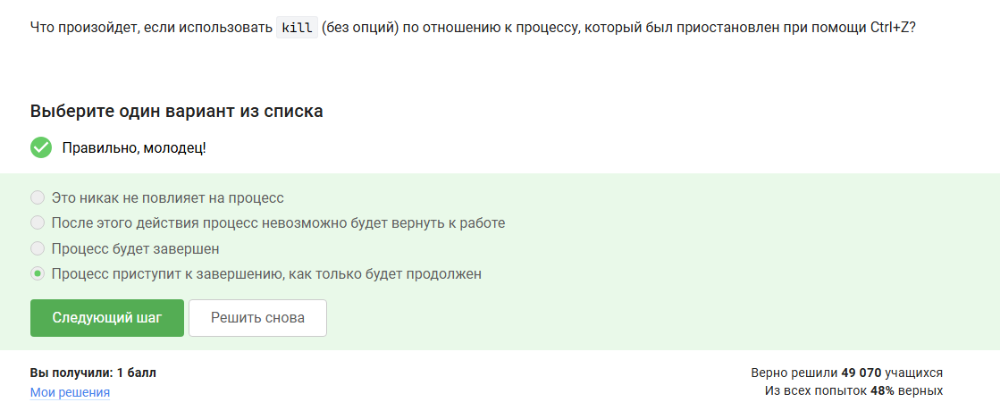 Что произойдет, если использовать kill (без опций) по отношению к процессу, который был приостановлен при помощи Ctrl+Z?
Выберите один вариант из списка
Правильно, молодец!
Это никак не повлияет на процесс
После этого действия процесс невозможно будет вернуть к работе
Процесс будет завершен
Процесс приступит к завершению, как только будет продолжен
Следующий шаг
Решить снова
Вы получили: 1 балл
Мои решения
Верно решили 49 070 учащихся
Из всех попыток 48% верных